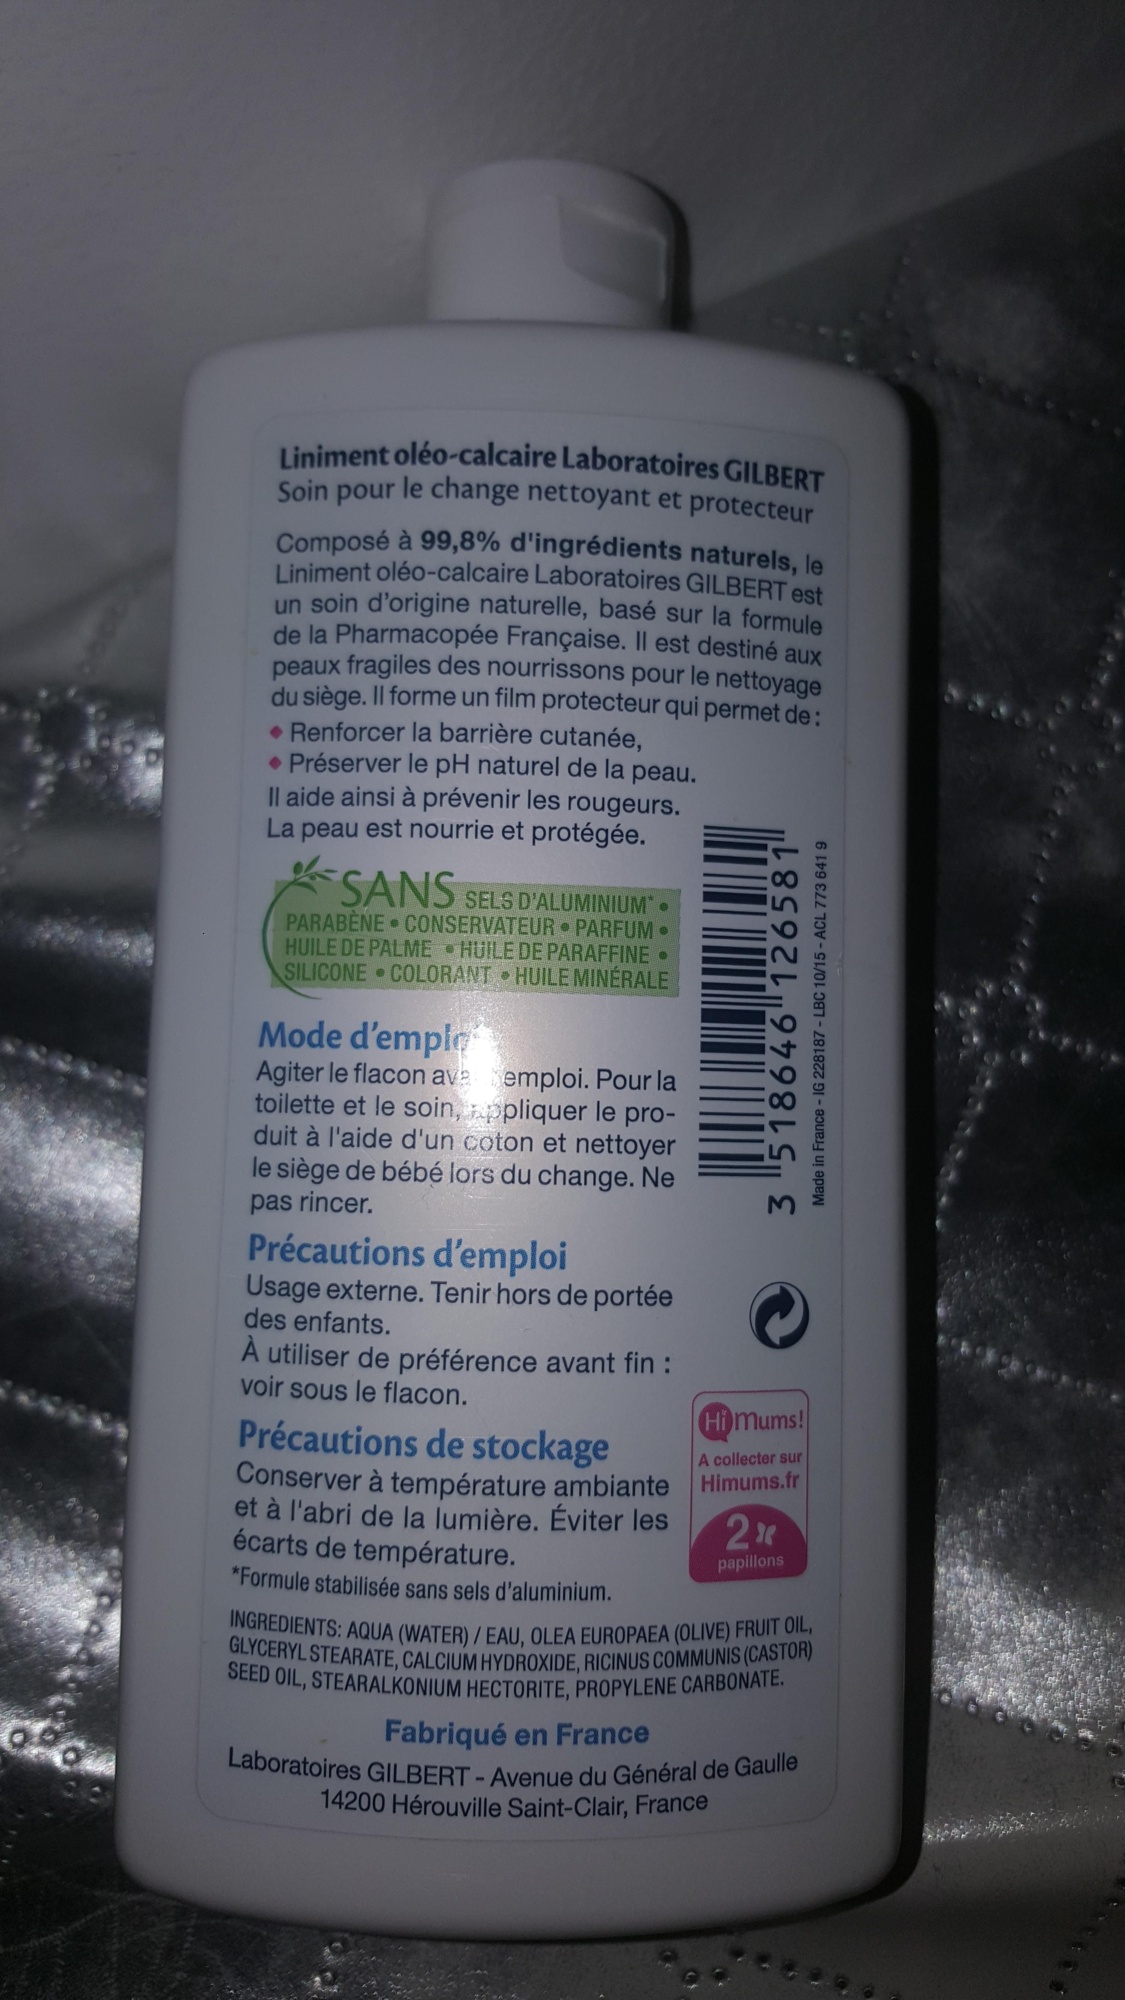 Liniment oléo-calcaire Laboratoires GILBERT
Soin pour le change nettoyant et protecteur
Composé à 99,8% d'ingrédients naturels, le
Liniment oléo-calcaire Laboratoires GILBERT est
un soin d'origine naturelle, basé sur la formule
de la Pharmacopée Française. Il est destiné aux
peaux fragiles des nourrissons pour le nettoyage
du siège. Il forme un film protecteur qui permet de :
♦ Renforcer la barrière cutanée,
♦ Préserver le pH naturel de la peau.
Il aide ainsi à prévenir les rougeurs.
La peau est nourrie et protégée.
SANS SELS D'ALUMINIUM* •
PARABÈNE • CONSERVATEUR • PARFUM •
HUILE DE PALME • HUILE DE PARAFFINE •
SILICONE • COLORANT • HUILE MINÉRALE
3 518646 126581
Made in France - IG 228187 - LBC 10/15 - ACL 773 641 9
Mode d'emploi
Agiter le flacon emploi. Pour la
toilette et le soin, appliquer le pro-
duit à l'aide d'un coton et nettoyer
le siège de bébé lors du change. Ne
pas rincer.
Précautions d'emploi
Usage externe. Tenir hors de portée
des enfants.
À utiliser de préférence avant fin :
voir sous le flacon.
Précautions de stockage
Conserver à température ambiante
et à l'abri de la lumière. Éviter les
écarts de température.
*Formule stabilisée sans sels d'aluminium.
Hi mums!
A collecter sur
Himums.fr
2
papillons
INGREDIENTS: AQUA (WATER) / EAU, OLEA EUROPAEA (OLIVE) FRUIT OIL,
GLYCERYL STEARATE, CALCIUM HYDROXIDE, RICINUS COMMUNIS (CASTOR)
SEED OIL, STEARALKONIUM HECTORITE, PROPYLENE CARBONATE.
Fabriqué en France
Laboratoires GILBERT - Avenue du Général de Gaulle
14200 Hérouville Saint-Clair, France